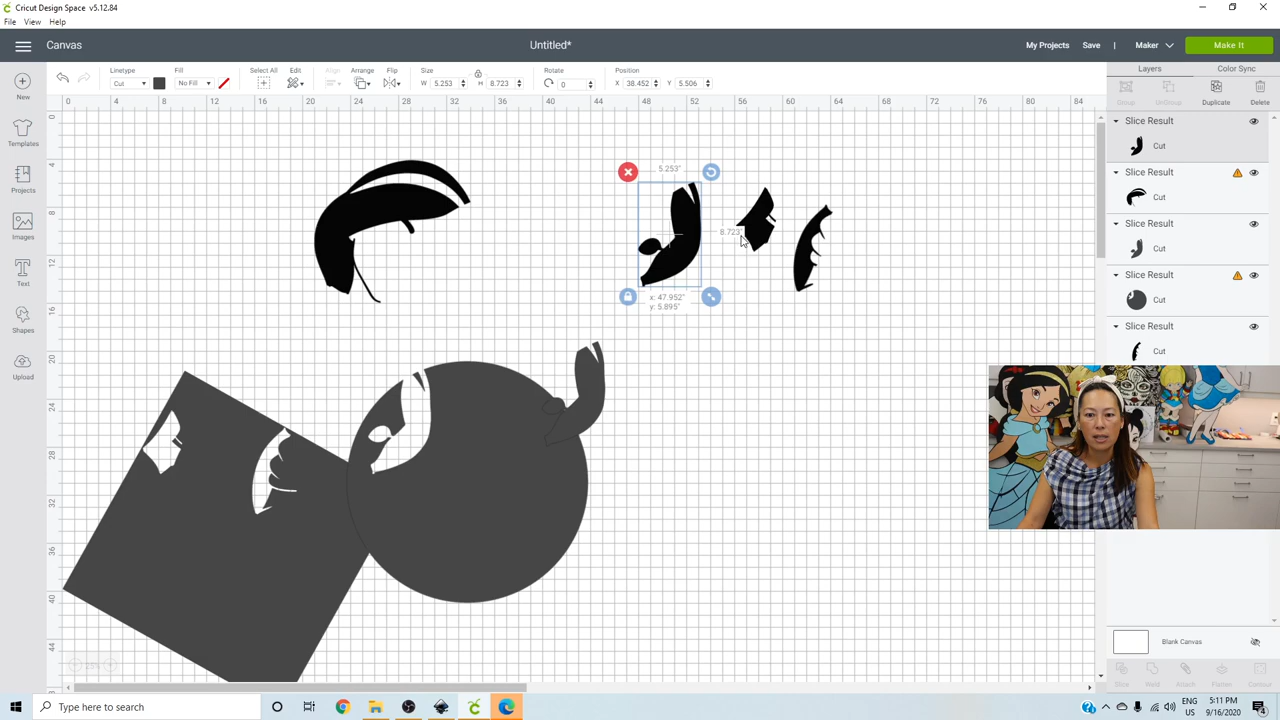 Cricut Design Space v5.12.84
File View Help
Canvas Untitled* My Projects Save | Maker Make It
Linetype Fill Select All Edit Align Arrange Flip Size Rotate Position
Cut No Fill W 5.253 H 8.723 0 X 38.452 Y 5.506
Layers Color Sync
Group UnGroup Duplicate Delete
New
Templates
Projects
Images
Text
Shapes
Upload
0 4 8 12 16 20 24 28 32 36 40 44 48 52 56 60 64 68 72 76 80 84
0
4
8
12
16
20
24
28
32
36
40
44
5.253"
8.723"
x: 47.952"
y: 5.895"
Slice Result
Cut
Slice Result
Cut
Slice Result
Cut
Slice Result
Cut
Slice Result
Cut
Blank Canvas
Slice Weld Attach Flatten Contour
Type here to search
ENG 5:11 PM
9/16/2020